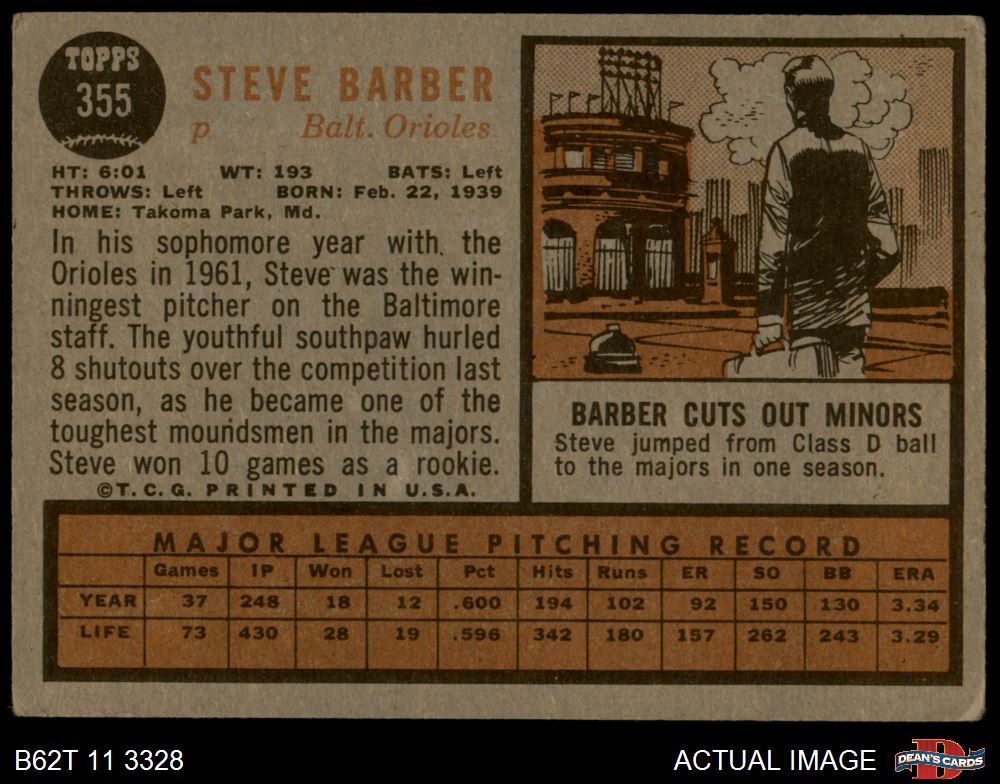 TOPPS
355
STEVE BARBER
p Balt. Orioles
HT: 6:01 WT: 193 BATS: Left
THROWS: Left BORN: Feb. 22, 1939
HOME: Takoma Park, Md.
In his sophomore year with the
Orioles in 1961, Steve was the win-
ningest pitcher on the Baltimore
staff. The youthful southpaw hurled
8 shutouts over the competition last
season, as he became one of the
toughest moundsmen in the majors.
Steve won 10 games as a rookie.
©T.C.G. PRINTED IN U.S.A.
BARBER CUTS OUT MINORS
Steve jumped from Class D ball
to the majors in one season.
MAJOR LEAGUE PITCHING RECORD
Games IP Won Lost Pct Hits Runs ER SO BB ERA
YEAR 37 248 18 12 .600 194 102 92 150 130 3.34
LIFE 73 430 28 19 .596 342 180 157 262 243 3.29
B62T 11 3328
ACTUAL IMAGE
DEAN'S CARDS